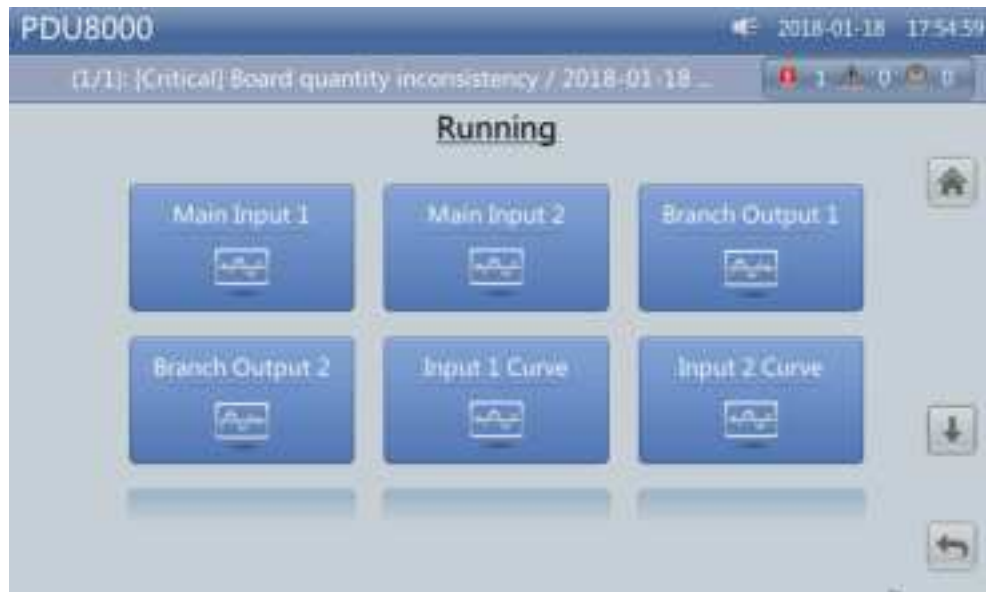 PDU8000 2018-01-18 17:54:59
(1/1): [Critical] Board quantity inconsistency / 2018-01-18 ... 1 0 0
Running
Main Input 1 Main Input 2 Branch Output 1
Branch Output 2 Input 1 Curve Input 2 Curve